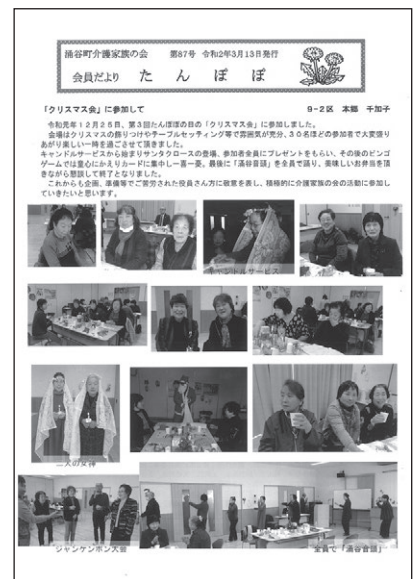 涌谷町介護家族の会　　第87号　令和2年3月13日発行
会員だより　た　ん　ぽ　ぽ
「クリスマス会」に参加して　　9－2区　本郷　千加子
令和元年12月25日、第3回たんぽぽの日の「クリスマス会」に参加しました。
会場はクリスマスの飾りつけやテーブルセッティング等で雰囲気が充分、30名ほどの参加者で大変盛り
あがり楽しい一時を過ごさせて頂きました。
キャンドルサービスから始まりサンタクロースの登場、参加者全員にプレゼントをもらい、その後のビンゴ
ゲームでは童心にかえりカードに集中し一喜一憂。最後に「涌谷音頭」を全員で踊り、美味しいお弁当を頂
きながら懇談して終了となりました。
これからも企画、準備等でご苦労された役員さん方に敬意を表し、積極的に介護家族の会の活動に参加し
ていきたいと思います。
キャンドルサービス
二人の女神
ジャンケンポン大会
全員で「涌谷音頭」